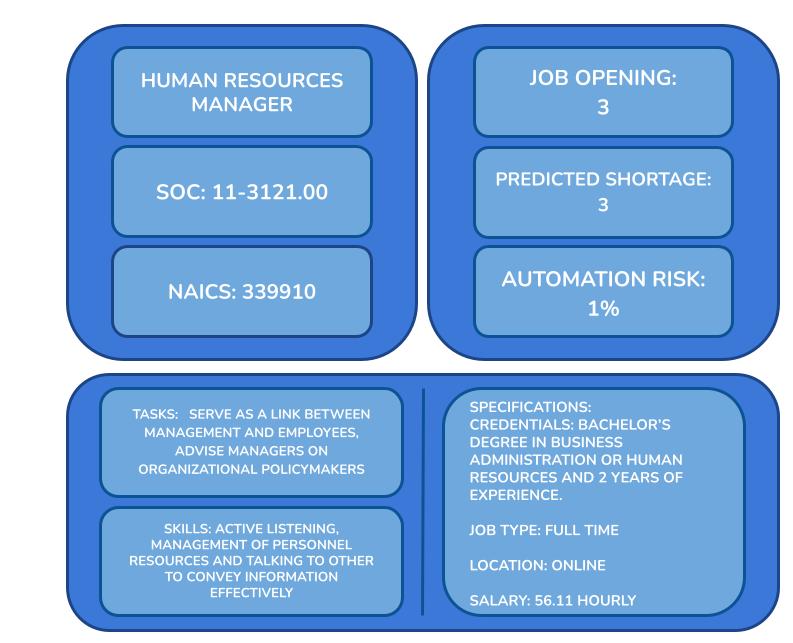 HUMAN RESOURCES
MANAGER
SOC: 11-3121.00
NAICS: 339910
JOB OPENING:
3
PREDICTED SHORTAGE:
3
AUTOMATION RISK:
1%
TASKS: SERVE AS A LINK BETWEEN
MANAGEMENT AND EMPLOYEES,
ADVISE MANAGERS ON
ORGANIZATIONAL POLICYMAKERS
SKILLS: ACTIVE LISTENING,
MANAGEMENT OF PERSONNEL
RESOURCES AND TALKING TO OTHER
TO CONVEY INFORMATION
EFFECTIVELY
SPECIFICATIONS:
CREDENTIALS: BACHELOR'S
DEGREE IN BUSINESS
ADMINISTRATION OR HUMAN
RESOURCES AND 2 YEARS OF
EXPERIENCE.
JOB TYPE: FULL TIME
LOCATION: ONLINE
SALARY: 56.11 HOURLY